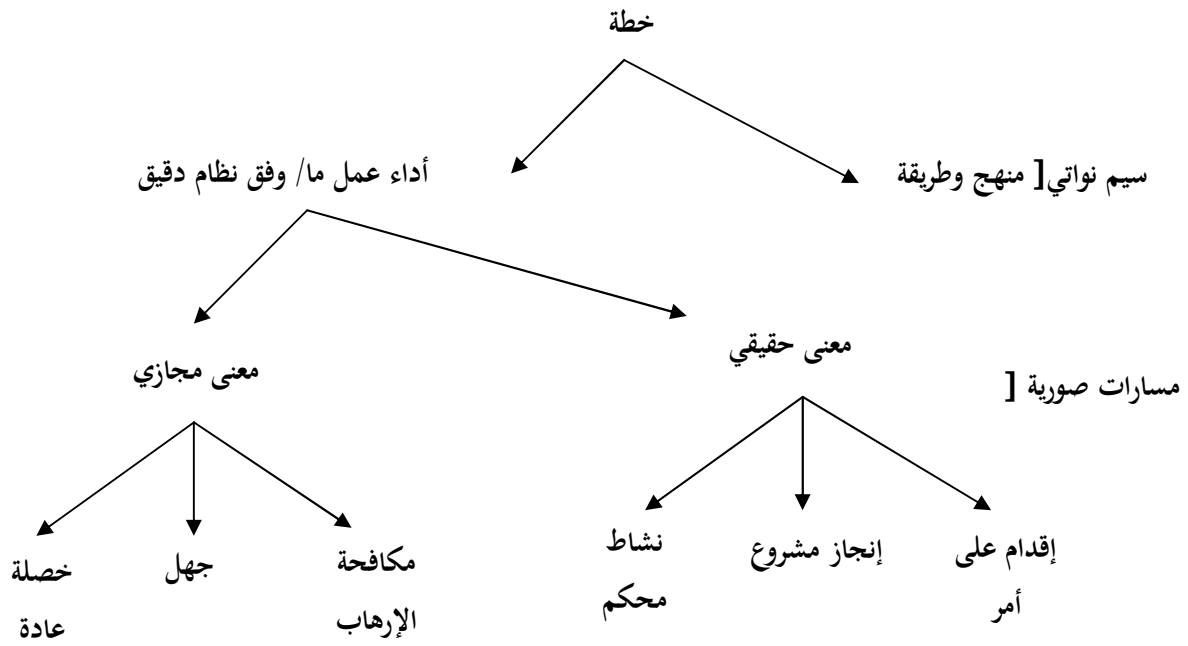 خطة
سيم نواتي[ منهج وطريقة
أداء عمل ما/ وفق نظام دقيق
معنى حقيقي
معنى مجازي
مسارات صورية [
إقدام على
أمر
إنجاز مشروع
نشاط
محكم
مكافحة
الإرهاب
جهل
خصلة
عادة